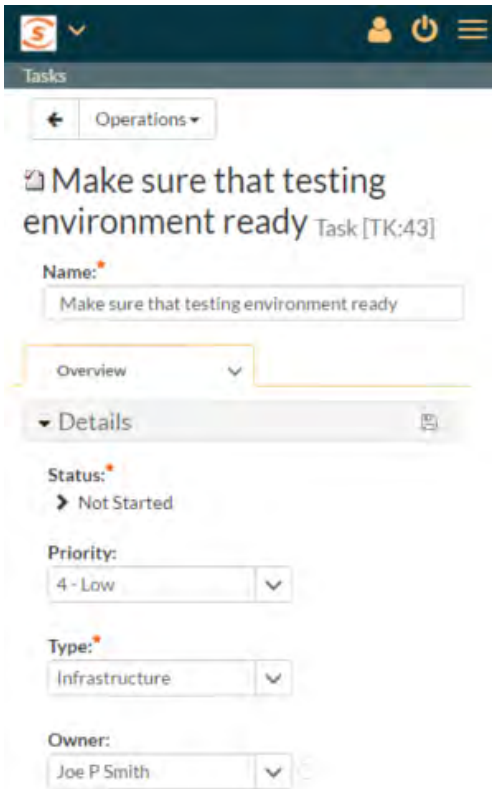 S
Tasks
Operations
Make sure that testing
environment ready Task [TK:43]
Name:*
Make sure that testing environment ready
Overview
Details
Status:*
Not Started
Priority:
4 - Low
Type:*
Infrastructure
Owner:
Joe P Smith